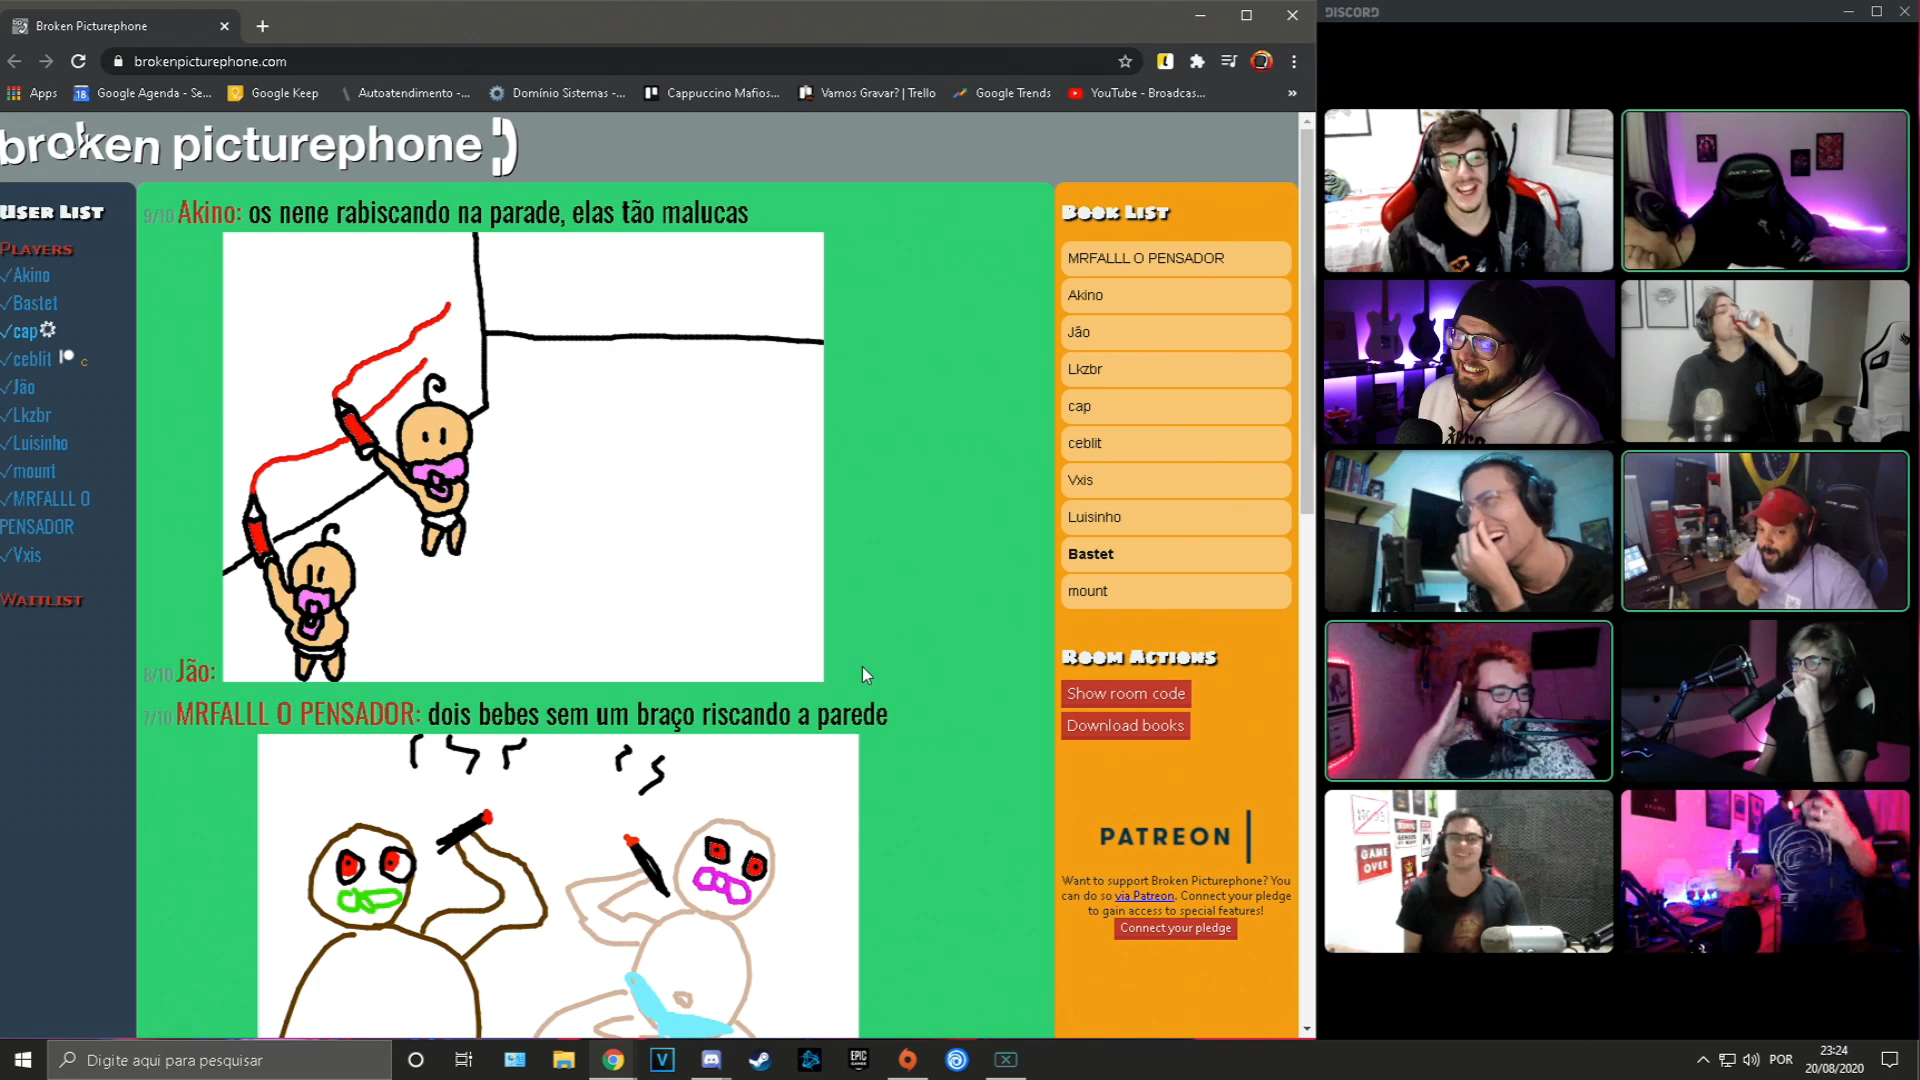 Broken Picturephone
DISCORD
brokenpicturephone.com
Apps
Google Agenda - Se...
Google Keep
Autoatendimento -...
Domínio Sistemas -...
Cappuccino Mafios...
Vamos Gravar? | Trello
Google Trends
YouTube - Broadcas...
broken picturephone ;)
User List
Players
✓Akino
✓Bastet
✓cap
✓ceblit
✓Jão
✓Lkzbr
✓Luisinho
✓mount
✓MRFALLL O
PENSADOR
✓Vxis
Waitlist
9/10 Akino: os nene rabiscando na parade, elas tão malucas
8/10 Jão:
7/10 MRFALLL O PENSADOR: dois bebes sem um braço riscando a parede
Book List
MRFALLL O PENSADOR
Akino
Jão
Lkzbr
cap
ceblit
Vxis
Luisinho
Bastet
mount
Room Actions
Show room code
Download books
PATREON
Want to support Broken Picturephone? You
can do so via Patreon. Connect your pledge
to gain access to special features!
Connect your pledge
GAME
OVER
Digite aqui para pesquisar
EPIC
GAMES
POR
23:24
20/08/2020